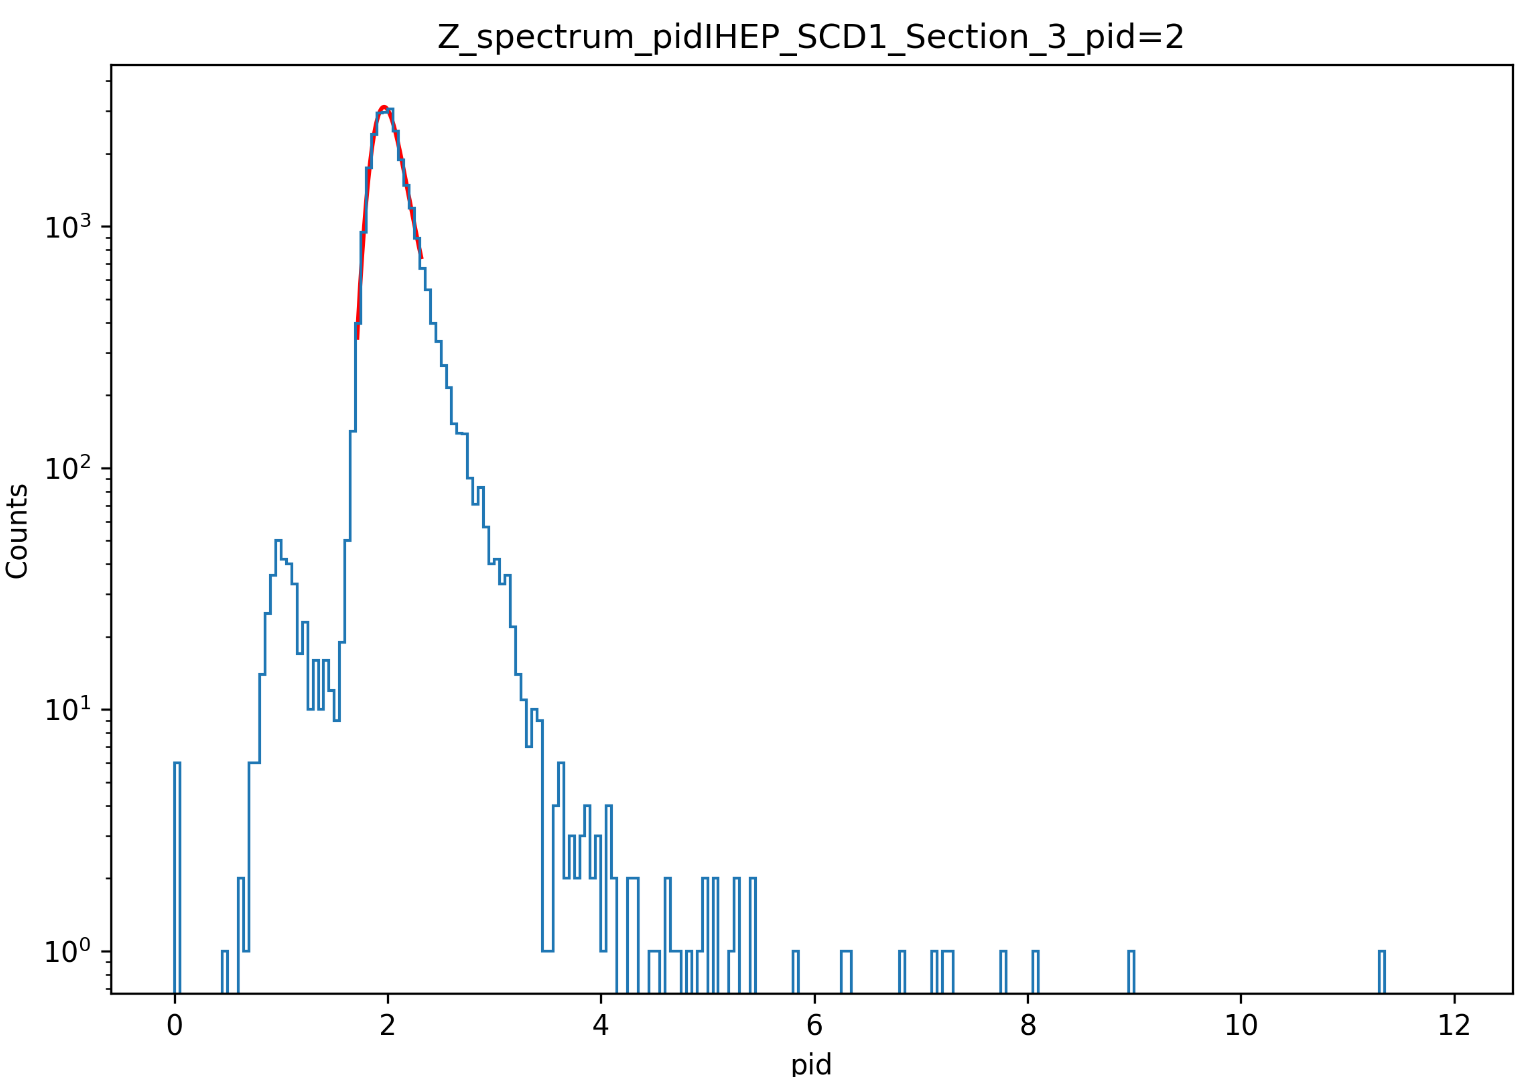 Z_spectrum_pidIHEP_SCD1_Section_3_pid=2
Counts
10³
10²
10¹
10⁰
0 2 4 6 8 10 12
pid